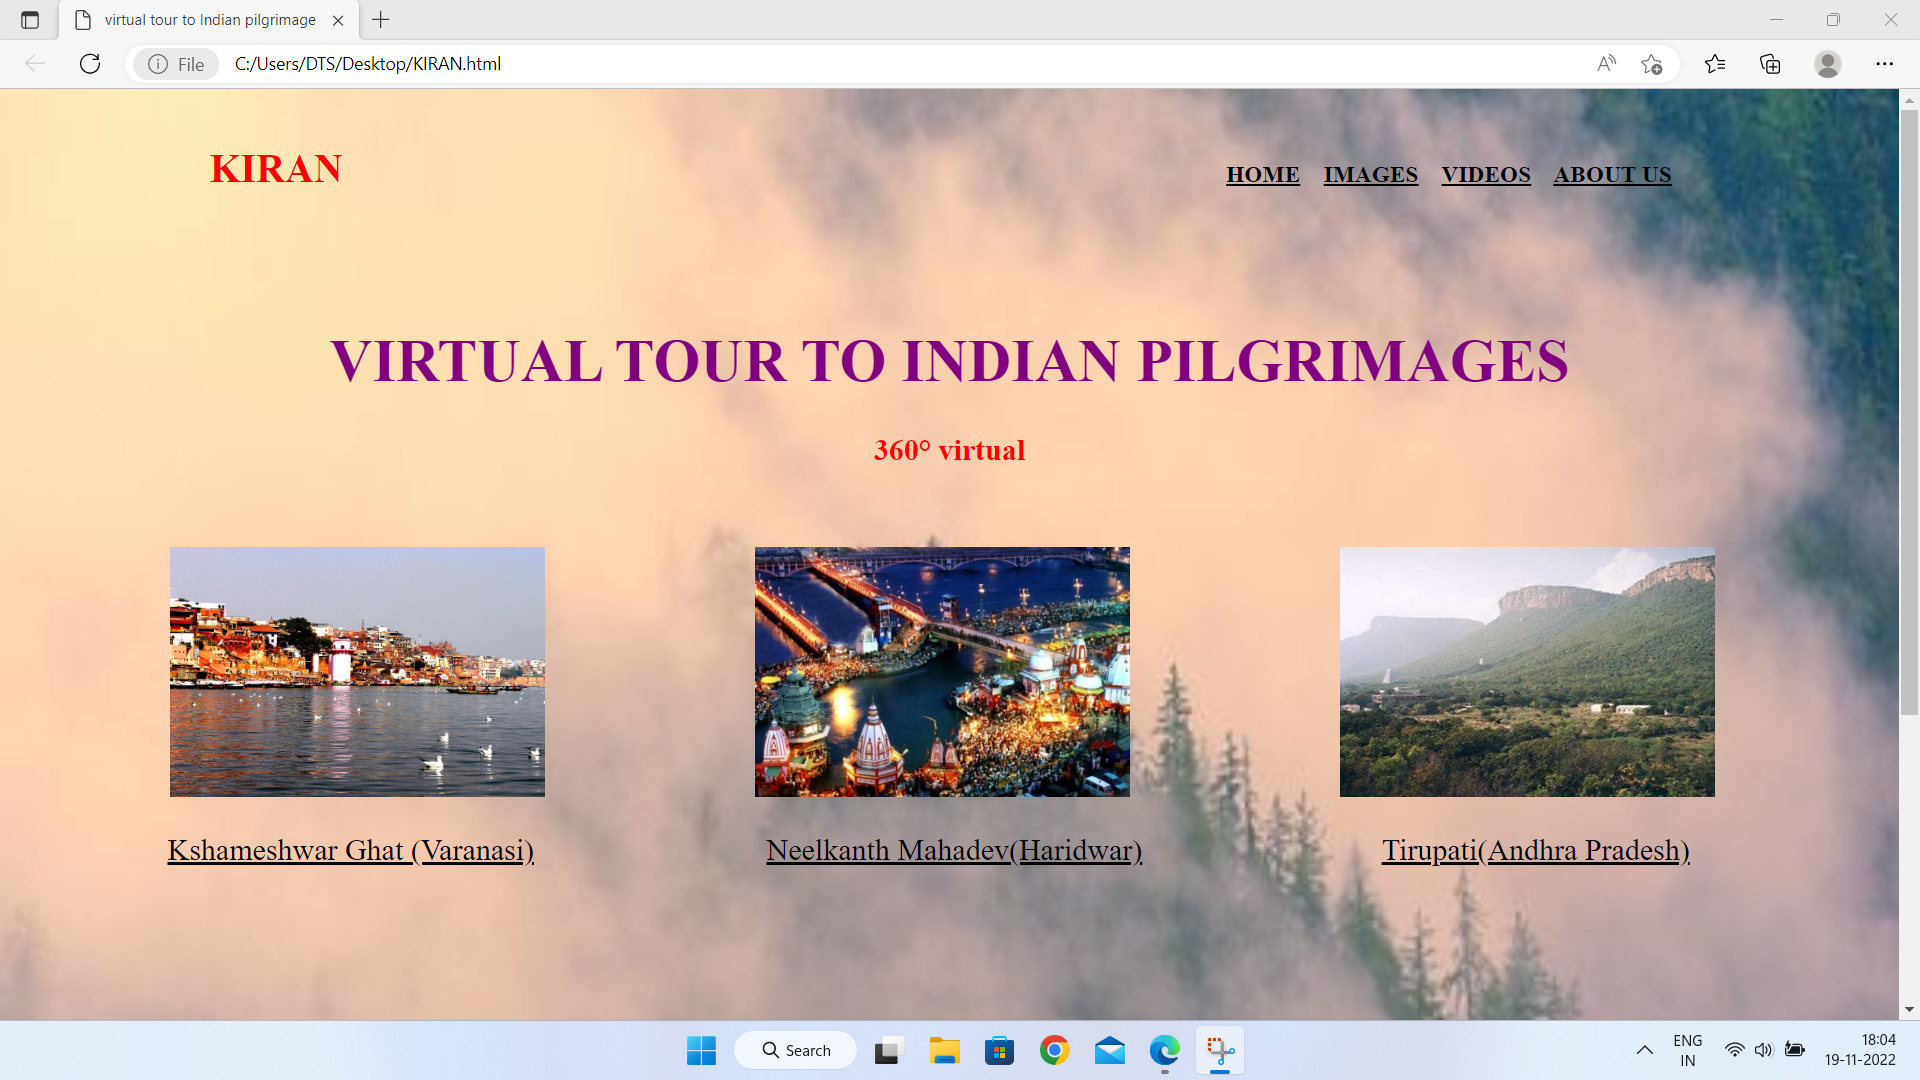 virtual tour to Indian pilgrimage
File C:/Users/DTS/Desktop/KIRAN.html
KIRAN
HOME IMAGES VIDEOS ABOUT US
VIRTUAL TOUR TO INDIAN PILGRIMAGES
360° virtual
Kshameshwar Ghat (Varanasi) Neelkanth Mahadev(Haridwar) Tirupati(Andhra Pradesh)
Search
ENG
IN
18:04
19-11-2022